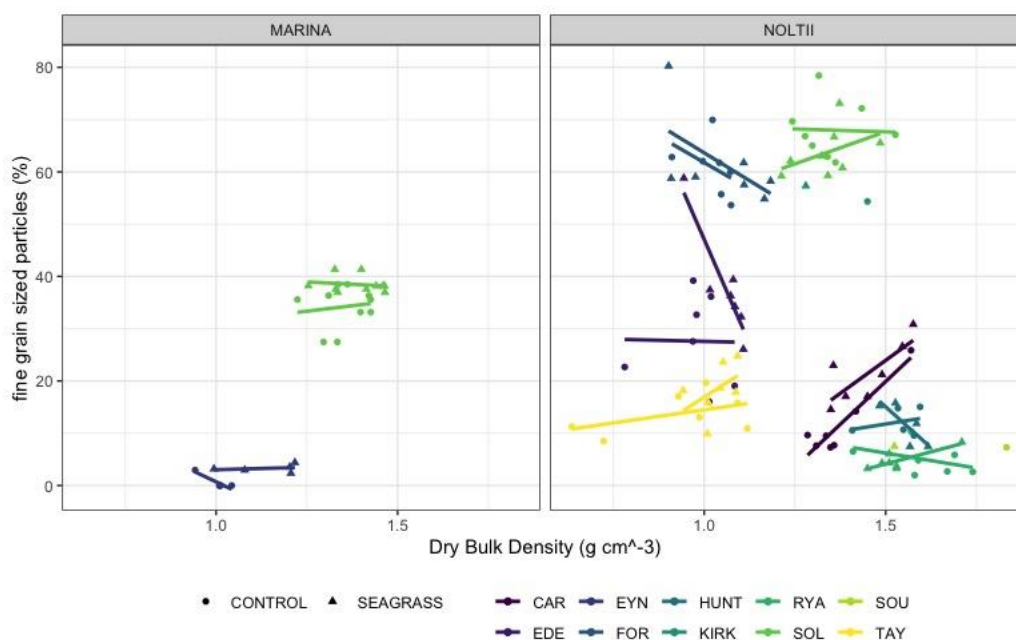 MARINA NOLTII
80
60
40
20
0
fine grain sized particles (%)
1.0 1.5 1.0 1.5
Dry Bulk Density (g cm^-3)
CONTROL SEAGRASS CAR EYN HUNT RYA SOU
EDE FOR KIRK SOL TAY